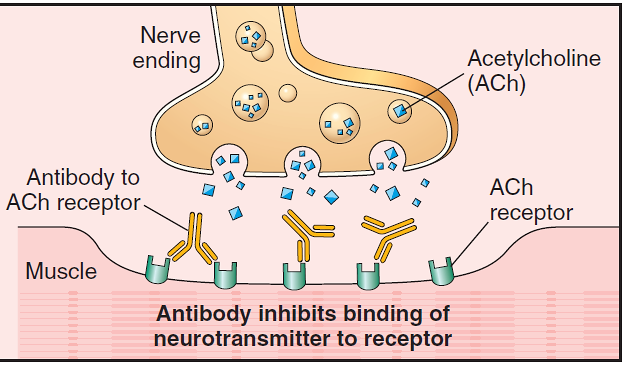 Nerve
ending
Acetylcholine
(ACh)
Antibody to
ACh receptor
ACh
receptor
Muscle
Antibody inhibits binding of
neurotransmitter to receptor